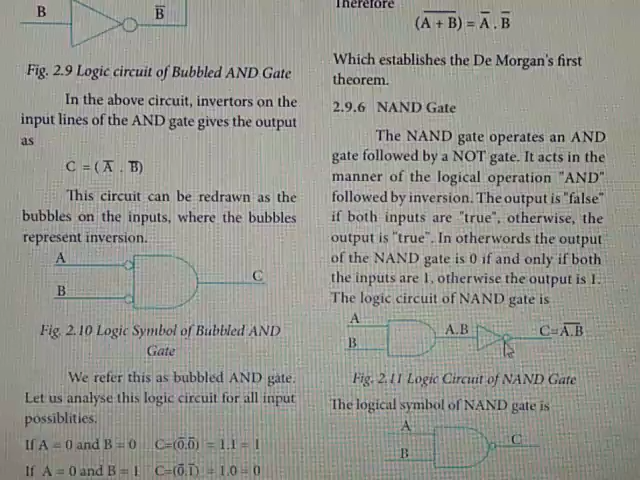 B
B̅
Fig. 2.9 Logic circuit of Bubbled AND Gate
In the above circuit, invertors on the
input lines of the AND gate gives the output
as
C = ( A̅ . B̅)
This circuit can be redrawn as the
bubbles on the inputs, where the bubbles
represent inversion.
A
B
C
Fig. 2.10 Logic Symbol of Bubbled AND
Gate
We refer this as bubbled AND gate.
Let us analyse this logic circuit for all input
possiblities.
If A = 0 and B = 0 C=(0̅.0̅) = 1.1 = 1
If A = 0 and B = 1 C=(0̅.1̅) = 1.0 = 0
Therefore
(A̅ ̅+̅ ̅B̅) = A̅ . B̅
Which establishes the De Morgan's first
theorem.
2.9.6 NAND Gate
The NAND gate operates an AND
gate followed by a NOT gate. It acts in the
manner of the logical operation "AND"
followed by inversion. The output is "false"
if both inputs are "true", otherwise, the
output is "true". In otherwords the output
of the NAND gate is 0 if and only if both
the inputs are 1, otherwise the output is 1.
The logic circuit of NAND gate is
A
B
A.B
C=A̅.̅B̅
Fig. 2.11 Logic Circuit of NAND Gate
The logical symbol of NAND gate is
A
B
C